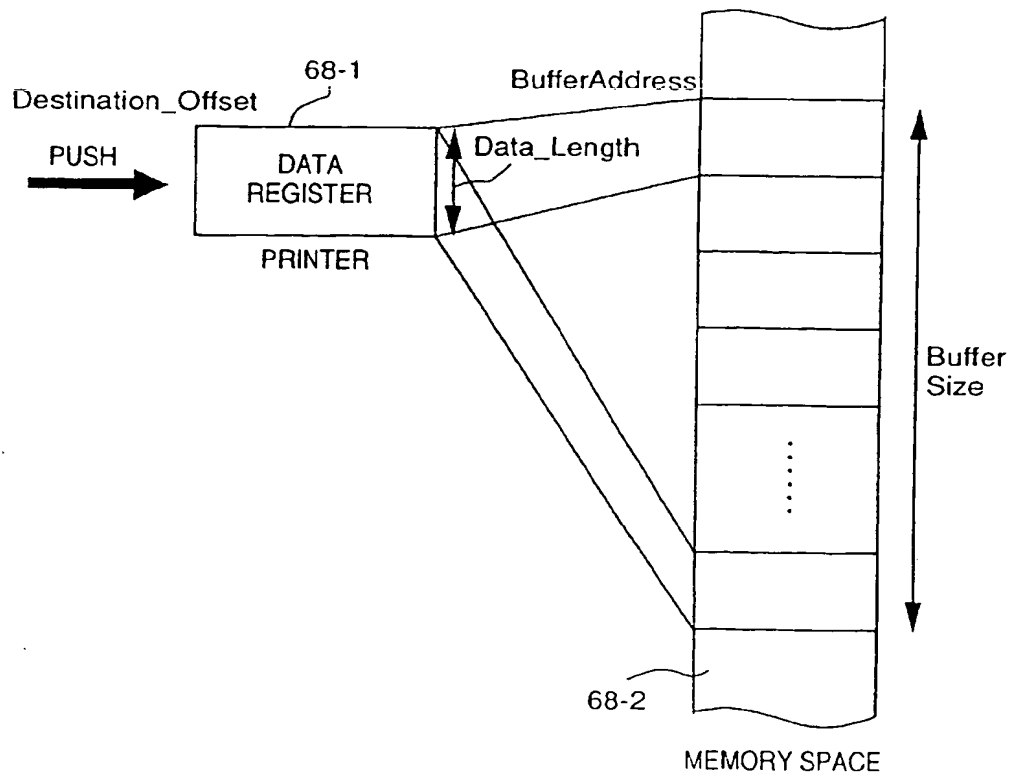 68-1
Destination_Offset
BufferAddress
PUSH
DATA
REGISTER
Data_Length
PRINTER
Buffer
Size
68-2
MEMORY SPACE